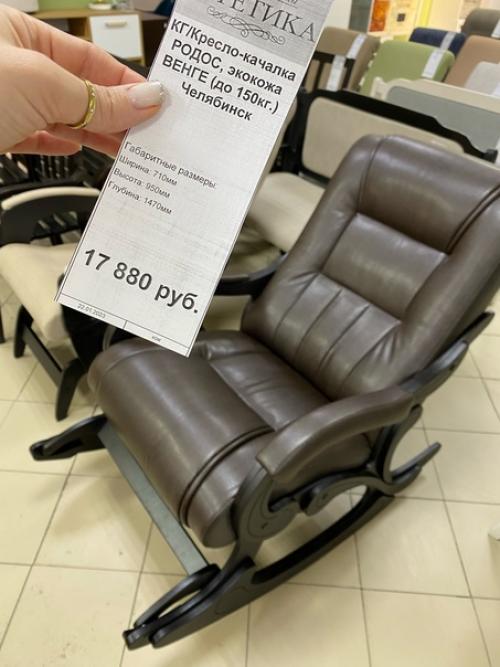 ТЕТИКА
КГ/Кресло-качалка
РОДОС, экокожа
ВЕНГЕ (до 150кг.)
Челябинск
Габаритные размеры:
Ширина: 710мм
Высота: 950мм
Глубина: 1470мм
17 880 руб.
22.01.2023